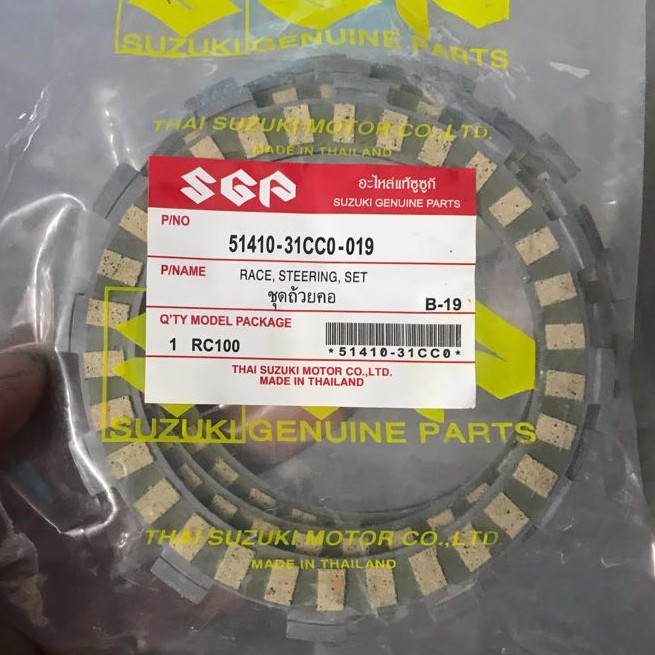 SGP
SUZUKI GENUINE PARTS
THAI SUZUKI MOTOR CO.,LTD.
MADE IN THAILAND
SGP
อะไหล่แท้ซูซูกิ
SUZUKI GENUINE PARTS
P/NO
51410-31CC0-019
P/NAME
RACE, STEERING, SET
ชุดถ้วยคอ
B-19
Q'TY MODEL PACKAGE
1 RC100
*51410-31CC0*
THAI SUZUKI MOTOR CO.,LTD.
MADE IN THAILAND
SUZUKI GENUINE PARTS
THAI SUZUKI MOTOR CO.,LTD.
MADE IN THAILAND